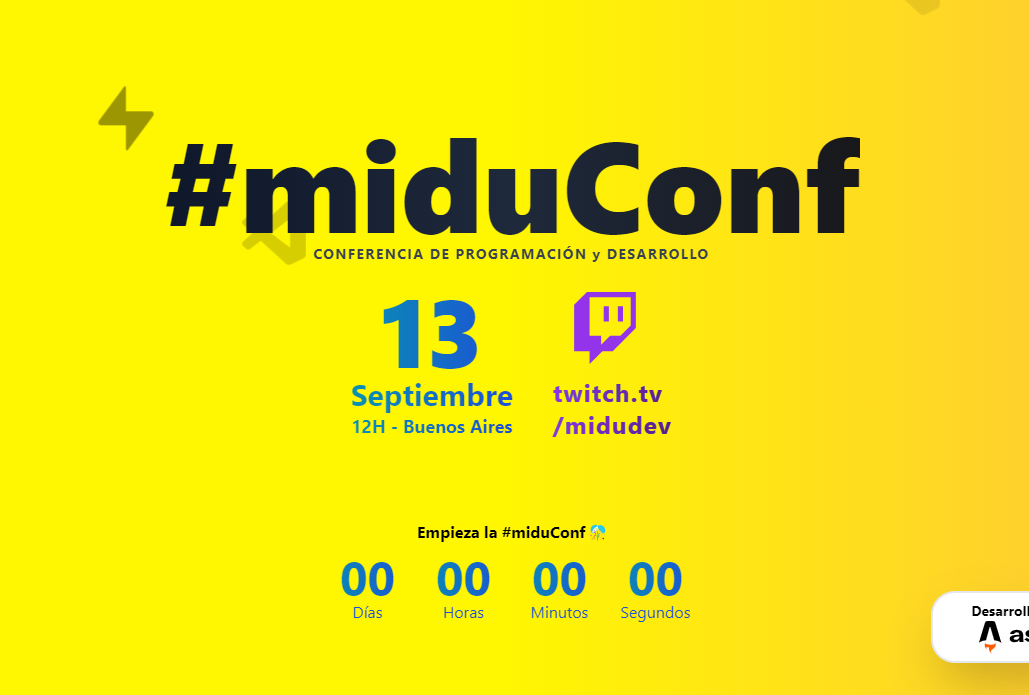 #miduConf
CONFERENCIA DE PROGRAMACIÓN y DESARROLLO
13
Septiembre
12H - Buenos Aires
twitch.tv
/midudev
Empieza la #miduConf
00 00 00 00
Días Horas Minutos Segundos